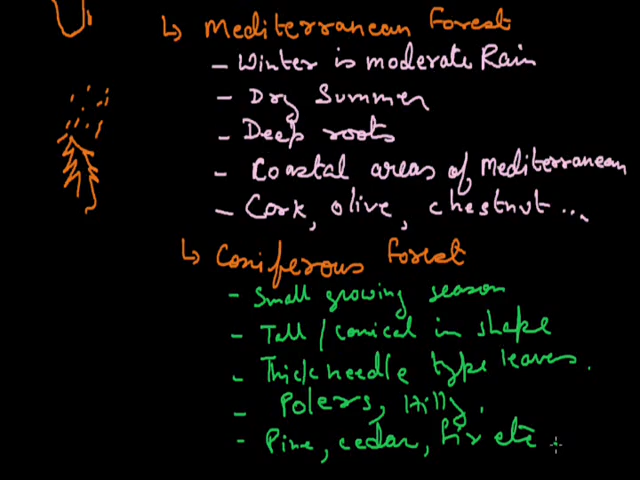 ↳ Mediterranean Forest
- Winter is moderate Rain
- Dry Summer
- Deep roots
- Coastal areas of Mediterranean
- Cork, olive, chestnut ...
↳ Coniferous Forest
- Small growing season
- Tall / Conical in shape
- Thick needle type leaves.
- Polers, Hilly.
- Pine, cedar, fir etc